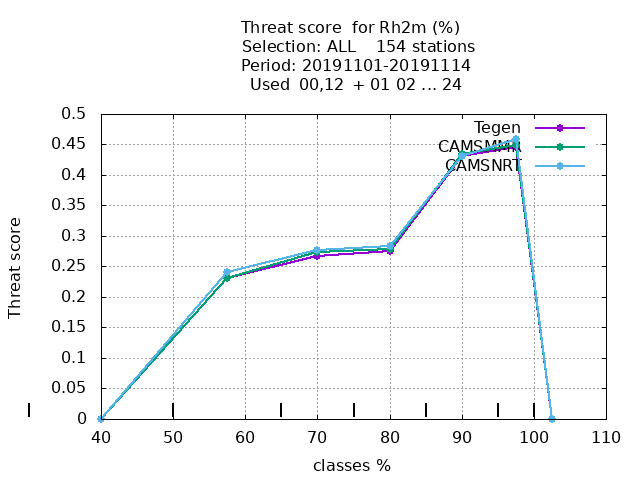 Threat score  for Rh2m (%)
Selection: ALL    154 stations
Period: 20191101-20191114
Used  00,12  + 01 02 ... 24
Tegen
CAMSMMR
CAMSNRT
0.5
0.45
0.4
0.35
0.3
0.25
0.2
0.15
0.1
0.05
0
Threat score
40 50 60 70 80 90 100 110
classes %